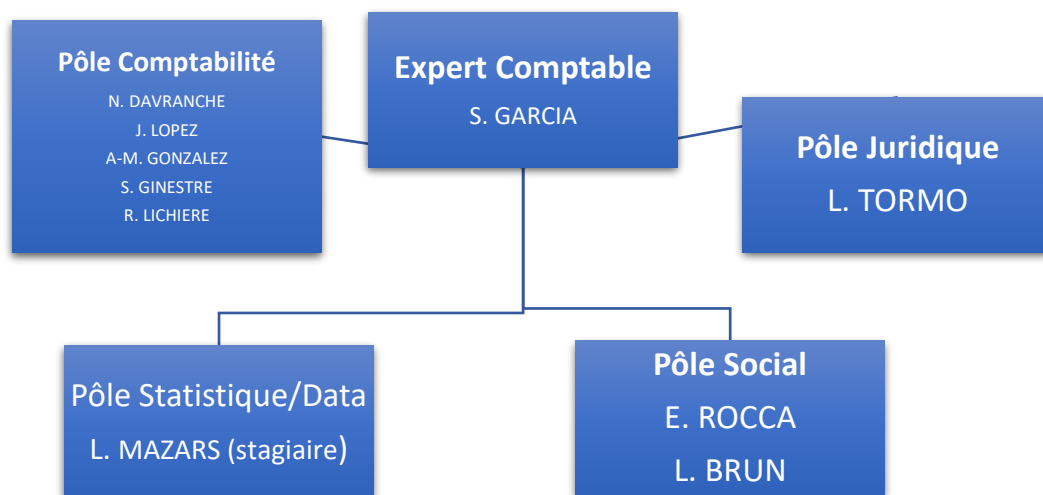 Pôle Comptabilité
N. DAVRANCHE
J. LOPEZ
A-M. GONZALEZ
S. GINESTRE
R. LICHIERE
Expert Comptable
S. GARCIA
Pôle Juridique
L. TORMO
Pôle Statistique/Data
L. MAZARS (stagiaire)
Pôle Social
E. ROCCA
L. BRUN